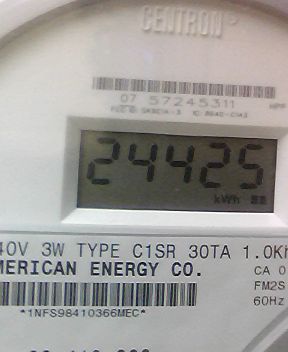 CENTRON®
07 57245311
24425
kWh
40V 3W TYPE C1SR 30TA 1.0Kh
MERICAN ENERGY CO.
CA 0
FM2S
60Hz
*1NFS98410366MEC*